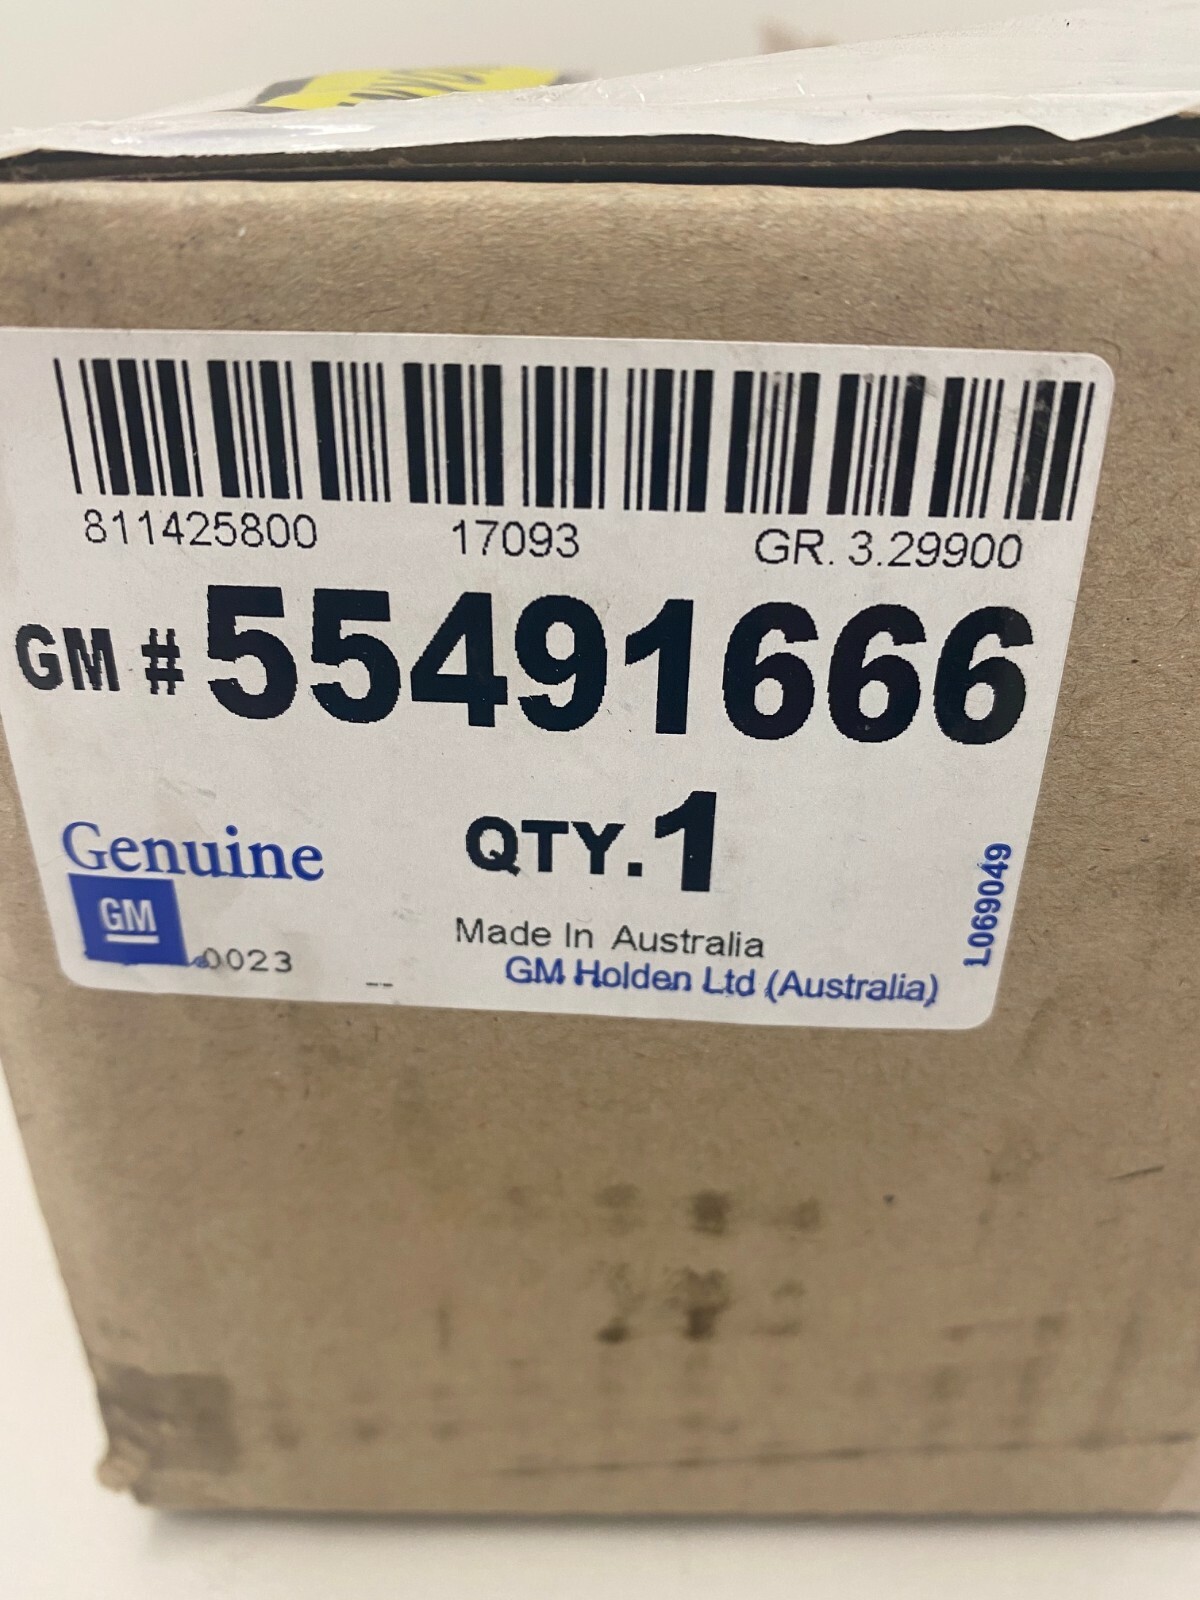 811425800 17093 GR. 3.29900
GM # 55491666
Genuine
QTY. 1
GM
0023
Made In Australia
--
GM Holden Ltd (Australia)
L069049